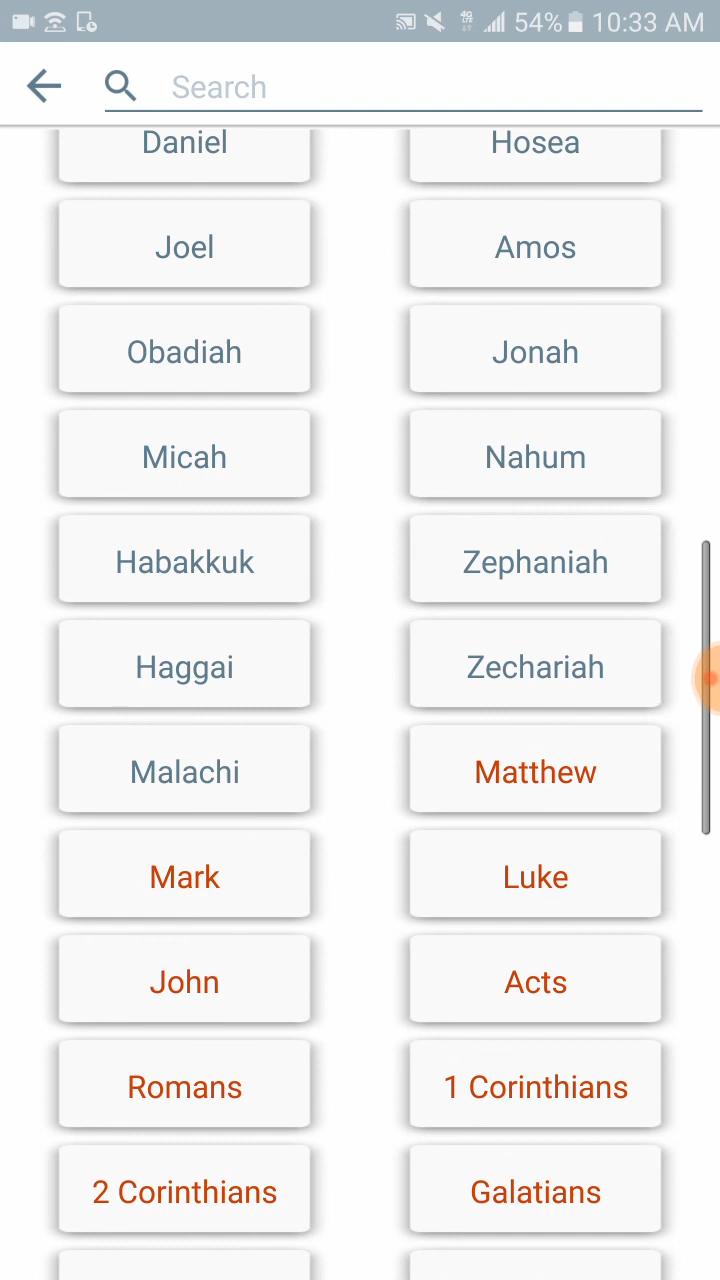 54% 10:33 AM
Search
Daniel Hosea
Joel Amos
Obadiah Jonah
Micah Nahum
Habakkuk Zephaniah
Haggai Zechariah
Malachi Matthew
Mark Luke
John Acts
Romans 1 Corinthians
2 Corinthians Galatians